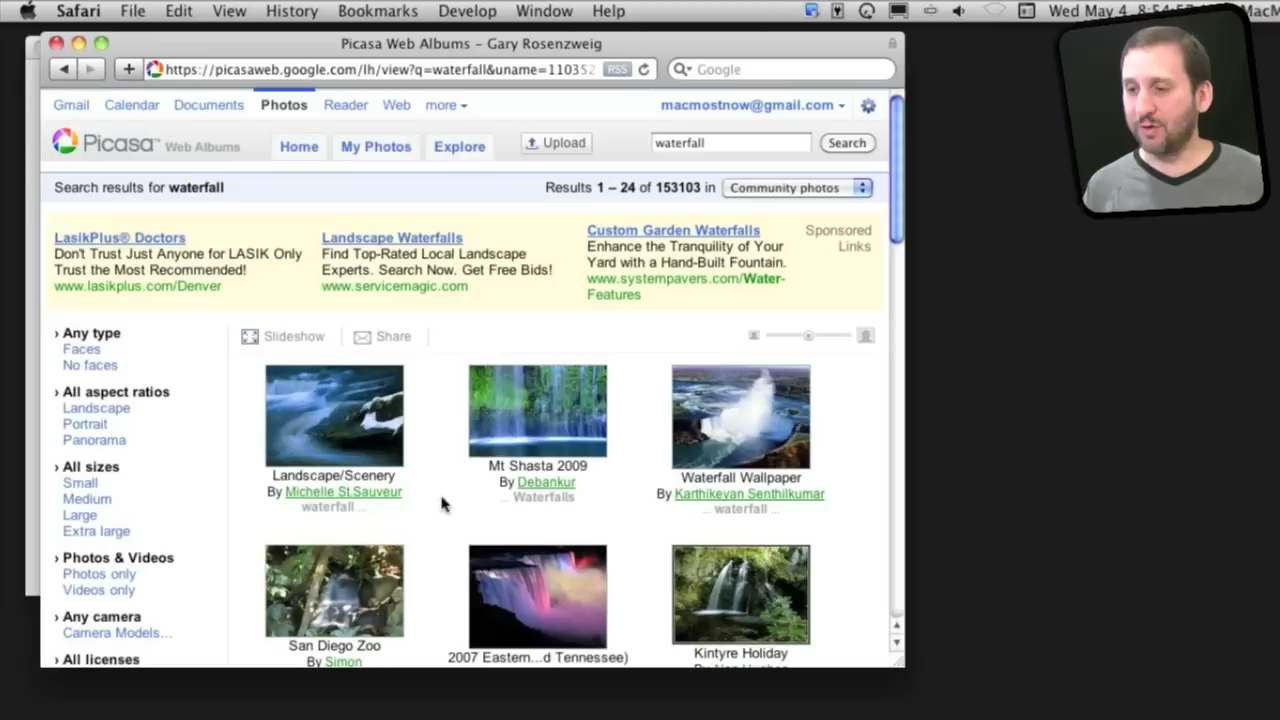 Safari File Edit View History Bookmarks Develop Window Help
Wed May 4,
Picasa Web Albums – Gary Rosenzweig
https://picasaweb.google.com/lh/view?q=waterfall&uname=110352 RSS
Google
Gmail Calendar Documents Photos Reader Web more
macmostnow@gmail.com
Picasa™ Web Albums
Home My Photos Explore
Upload
waterfall
Search
Search results for waterfall
Results 1 – 24 of 153103 in Community photos
LasikPlus® Doctors
Don't Trust Just Anyone for LASIK Only
Trust the Most Recommended!
www.lasikplus.com/Denver
Landscape Waterfalls
Find Top-Rated Local Landscape
Experts. Search Now. Get Free Bids!
www.servicemagic.com
Custom Garden Waterfalls
Enhance the Tranquility of Your
Yard with a Hand-Built Fountain.
www.systempavers.com/Water-
Features
Sponsored
Links
› Any type
Faces
No faces
› All aspect ratios
Landscape
Portrait
Panorama
› All sizes
Small
Medium
Large
Extra large
› Photos & Videos
Photos only
Videos only
› Any camera
Camera Models...
› All licenses
Slideshow
Share
Landscape/Scenery
By Michelle St.Sauveur
waterfall ...
Mt Shasta 2009
By Debankur
... Waterfalls
Waterfall Wallpaper
By Karthikeyan Senthilkumar
... waterfall ...
San Diego Zoo
By Simon
2007 Eastern...d Tennessee)
Kintyre Holiday